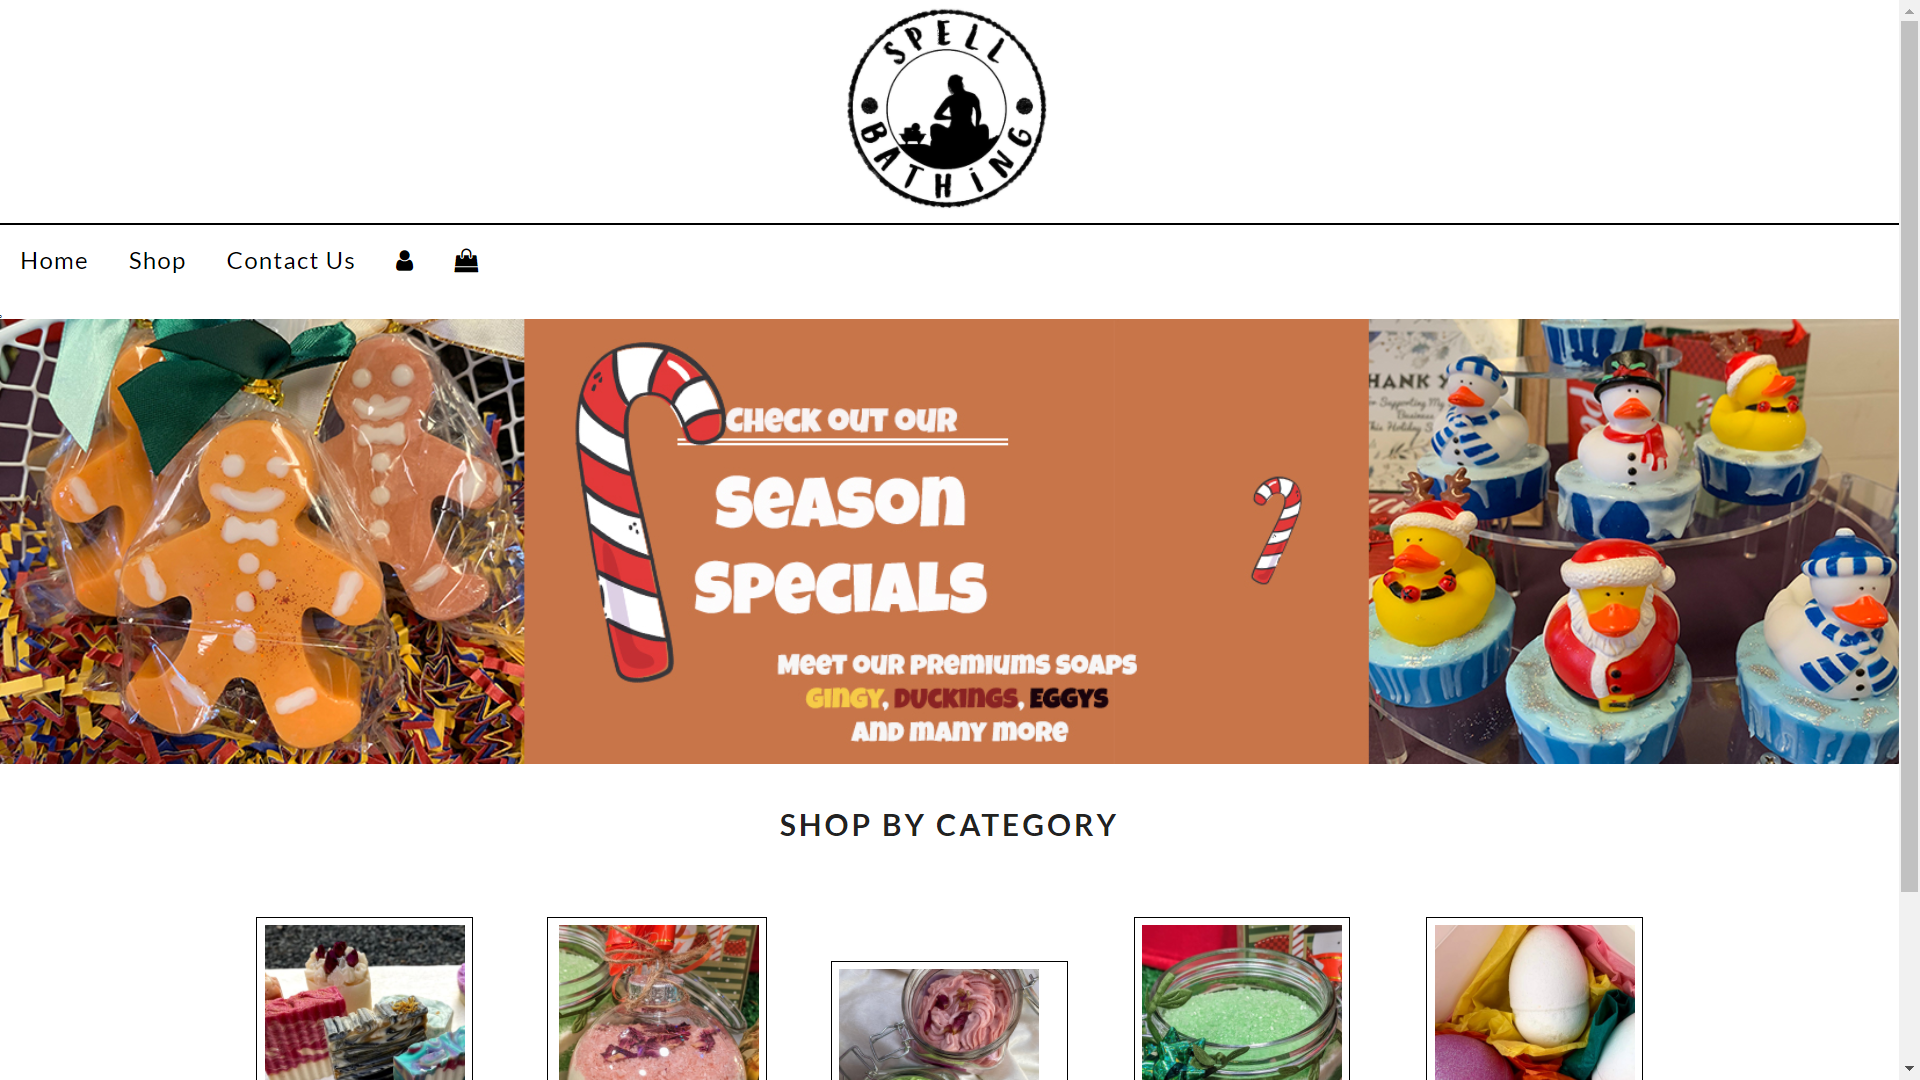 SPELL
BATHING
Home Shop Contact Us
CHECK OUT OUR
SEASON
SPECIALS
MEET OUR PREMIUMS SOAPS
GINGY, DUCKINGS, EGGYS
AND MANY MORE
HANK
Supporting My
Business
This Holiday S
SHOP BY CATEGORY